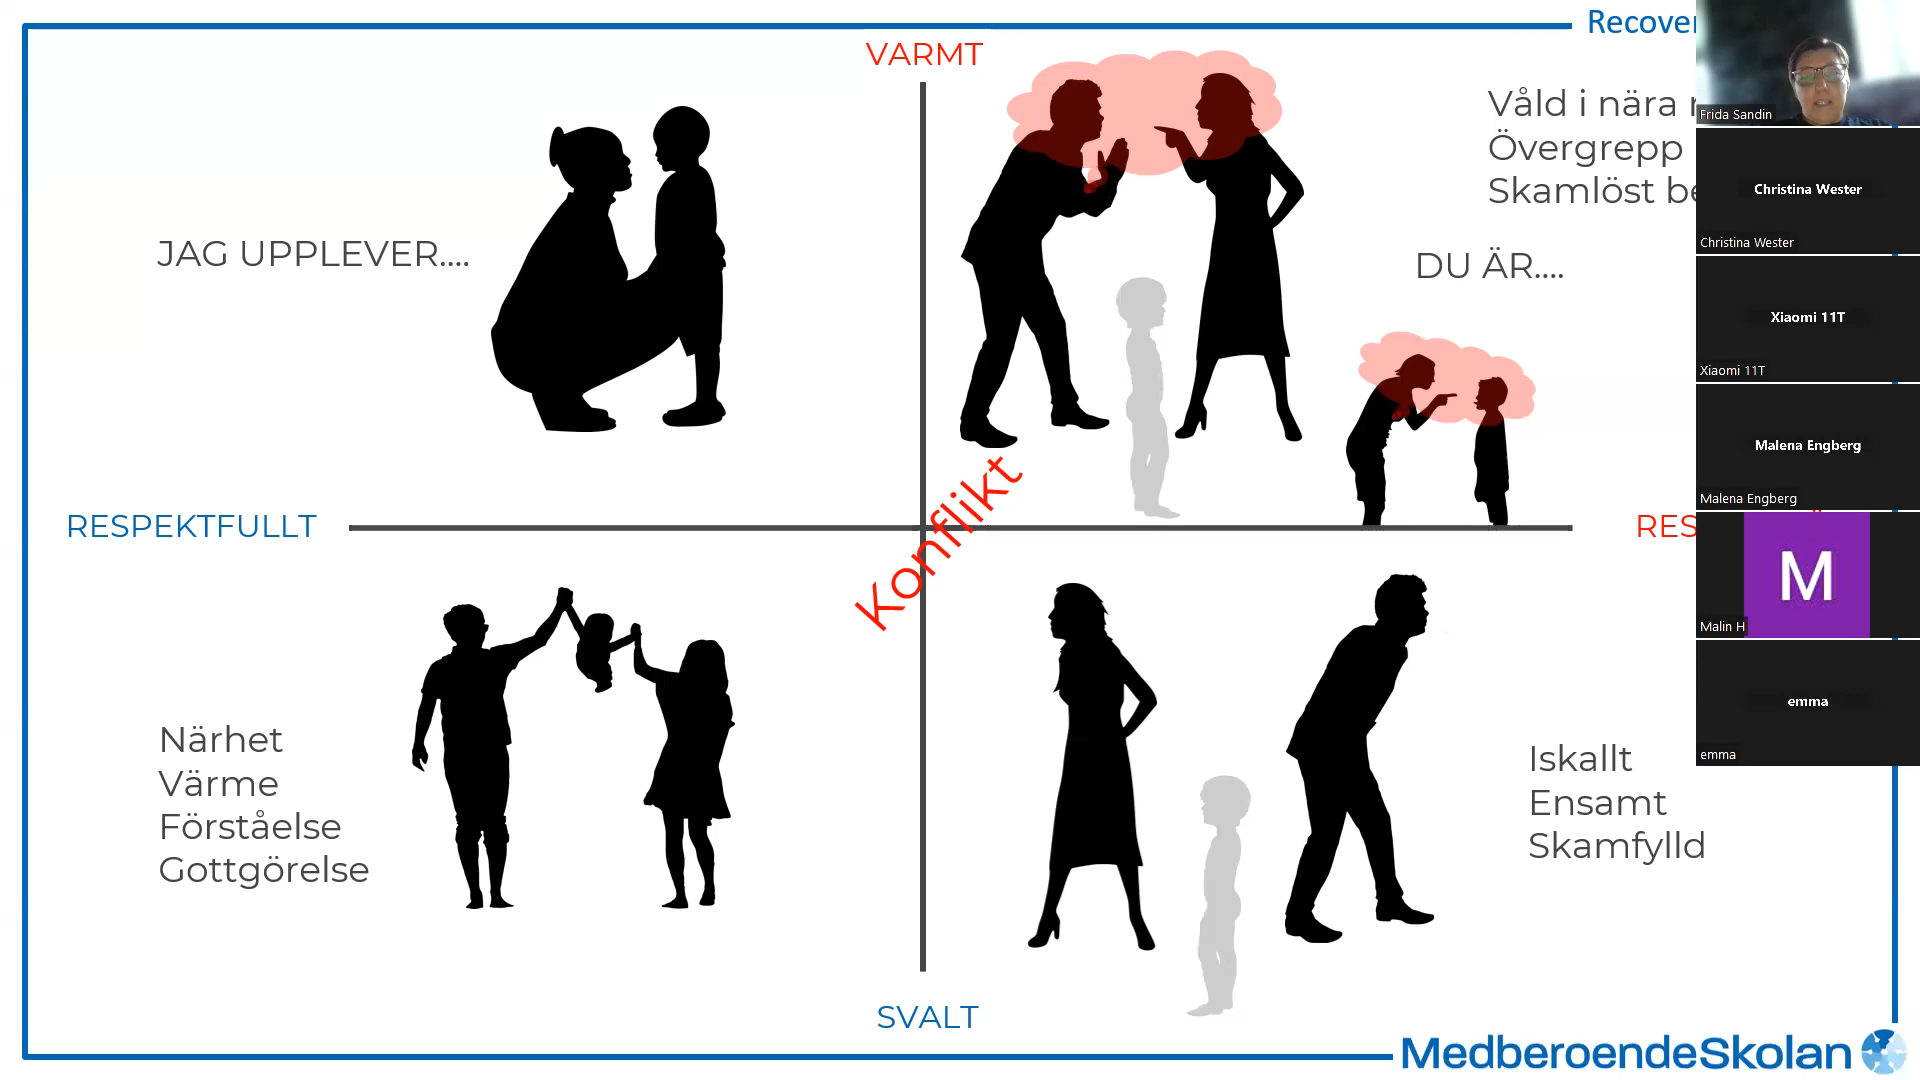 Recover
VARMT
Våld i nära
Övergrepp
Skamlöst
JAG UPPLEVER....
DU ÄR....
Konflikt
RESPEKTFULLT
RES
Närhet
Värme
Förståelse
Gottgörelse
Iskallt
Ensamt
Skamfylld
SVALT
MedberoendeSkolan
Frida Sandin
Christina Wester
Christina Wester
Xiaomi 11T
Xiaomi 11T
Malena Engberg
Malena Engberg
M
Malin H
emma
emma